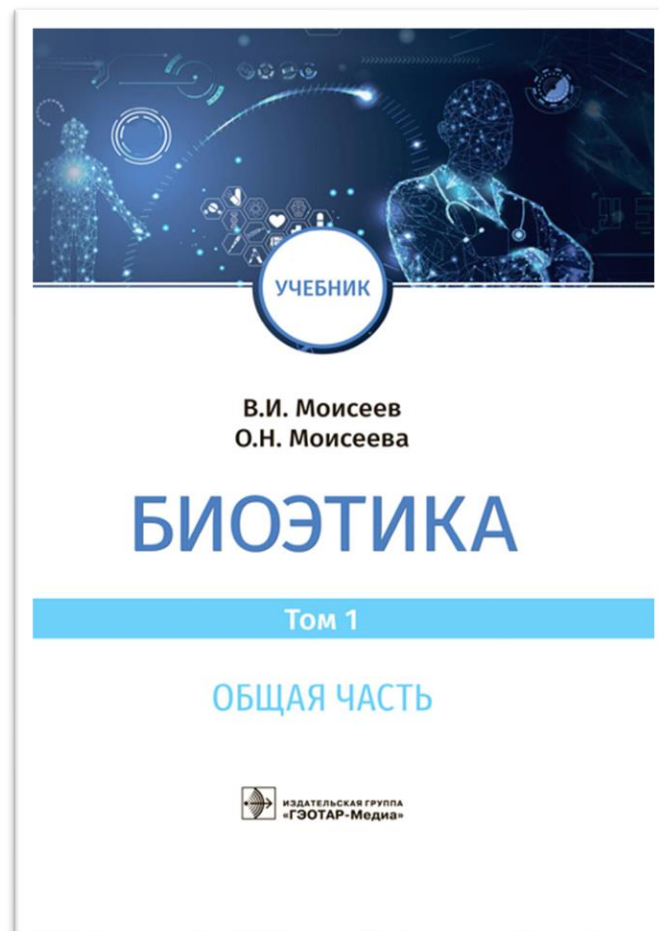 УЧЕБНИК
В.И. Моисеев
О.Н. Моисеева
БИОЭТИКА
Том 1
ОБЩАЯ ЧАСТЬ
ИЗДАТЕЛЬСКАЯ ГРУППА
«ГЭОТАР-Медиа»